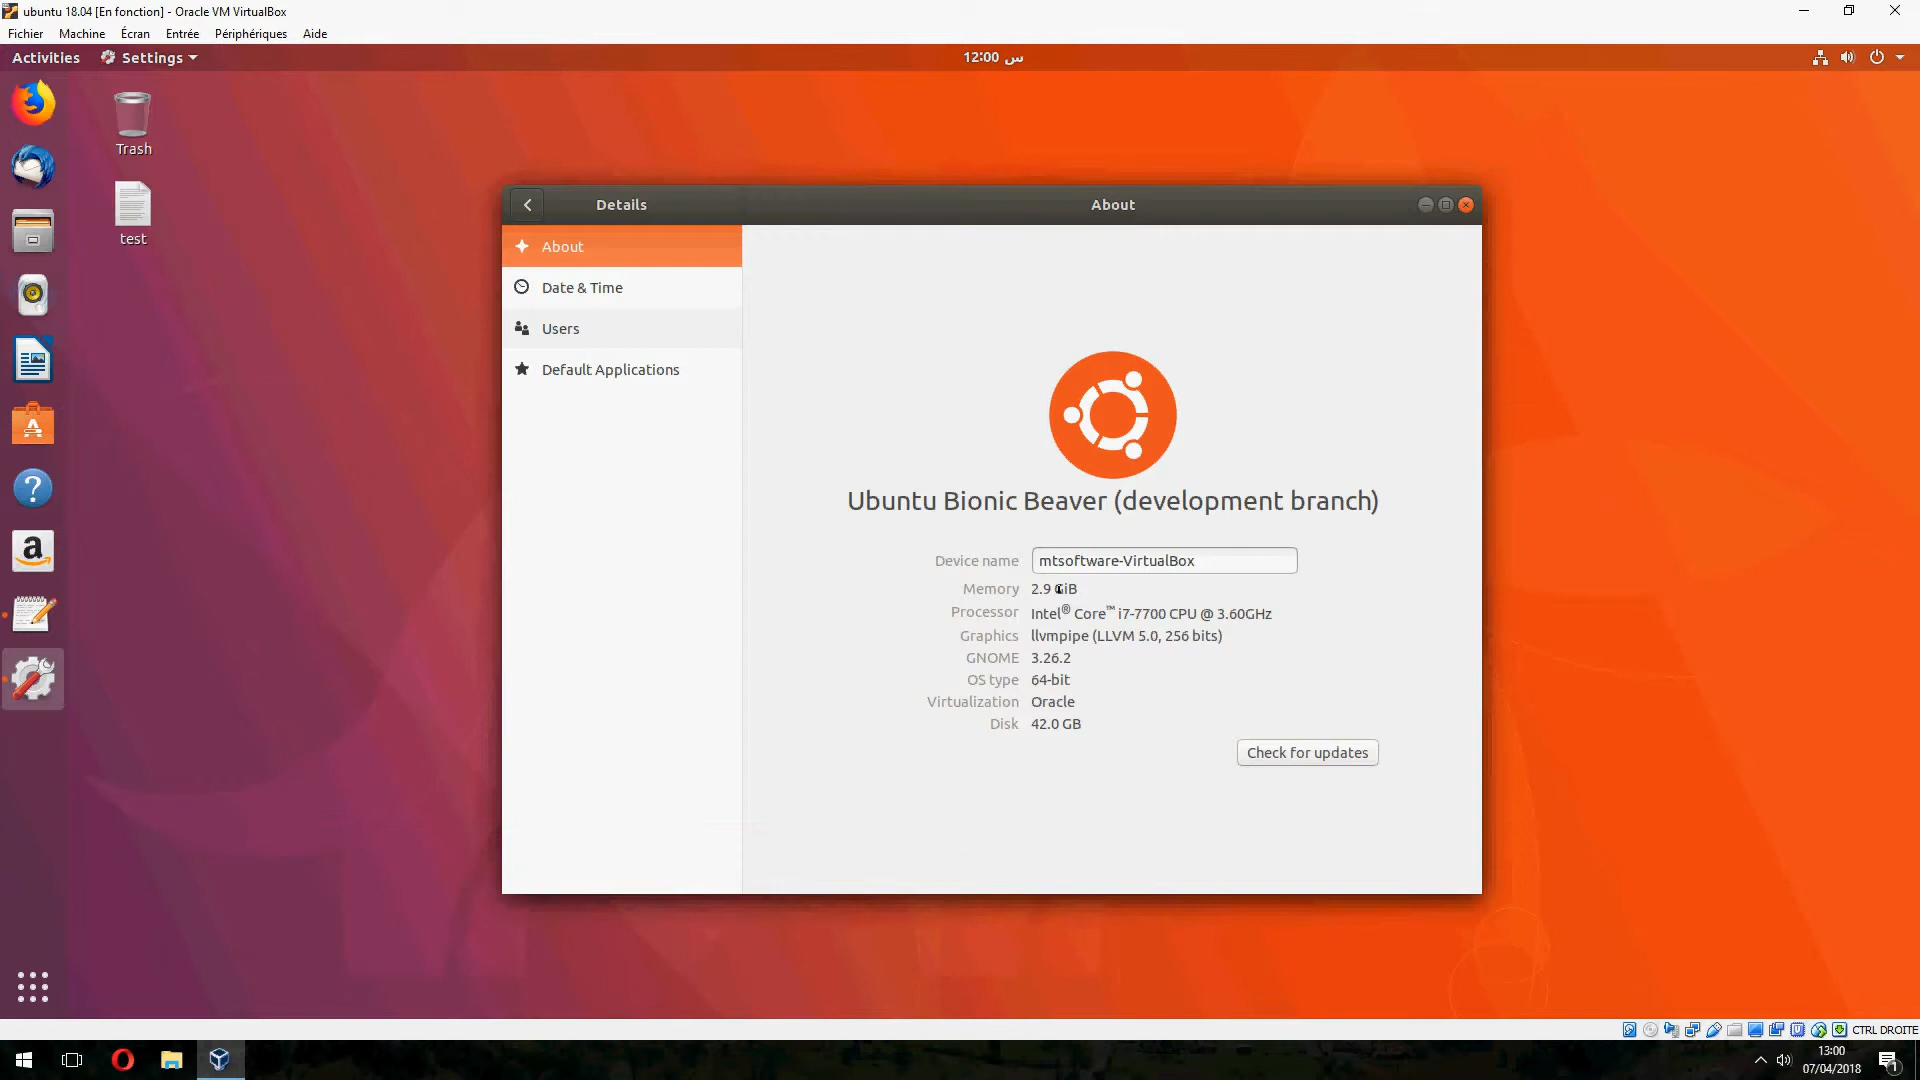 ubuntu 18.04 [En fonction] - Oracle VM VirtualBox
Fichier Machine Écran Entrée Périphériques Aide
Activities Settings س 12:00
Trash
test
Details About
About
Date & Time
Users
Default Applications
Ubuntu Bionic Beaver (development branch)
Device name mtsoftware-VirtualBox
Memory 2.9 GiB
Processor Intel® Core™ i7-7700 CPU @ 3.60GHz
Graphics llvmpipe (LLVM 5.0, 256 bits)
GNOME 3.26.2
OS type 64-bit
Virtualization Oracle
Disk 42.0 GB
Check for updates
CTRL DROITE
13:00
07/04/2018
1